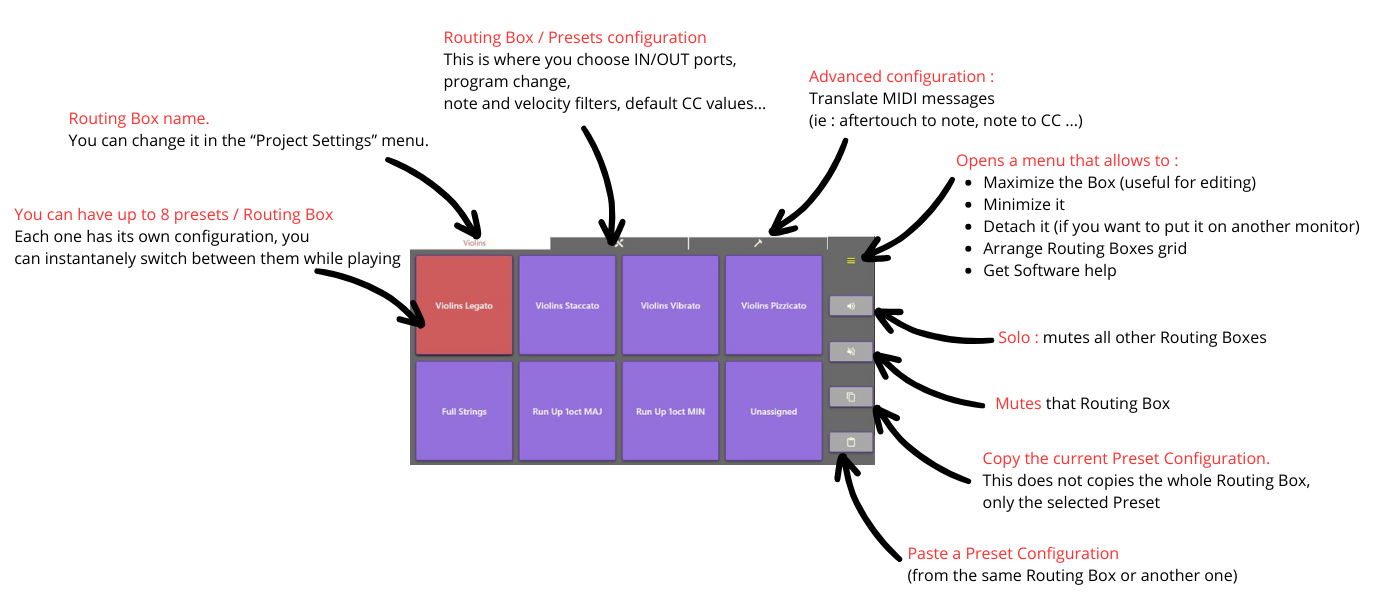 Routing Box / Presets configuration
This is where you choose IN/OUT ports,
program change,
note and velocity filters, default CC values...
Advanced configuration :
Translate MIDI messages
(ie : aftertouch to note, note to CC ...)
Routing Box name.
You can change it in the “Project Settings” menu.
Opens a menu that allows to :
• Maximize the Box (useful for editing)
• Minimize it
• Detach it (if you want to put it on another monitor)
• Arrange Routing Boxes grid
• Get Software help
You can have up to 8 presets / Routing Box
Each one has its own configuration, you
can instantanely switch between them while playing
Violins
Violins Legato
Violins Staccato
Violins Vibrato
Violins Pizzicato
Full Strings
Run Up 1oct MAJ
Run Up 1oct MIN
Unassigned
Solo : mutes all other Routing Boxes
Mutes that Routing Box
Copy the current Preset Configuration.
This does not copies the whole Routing Box,
only the selected Preset
Paste a Preset Configuration
(from the same Routing Box or another one)